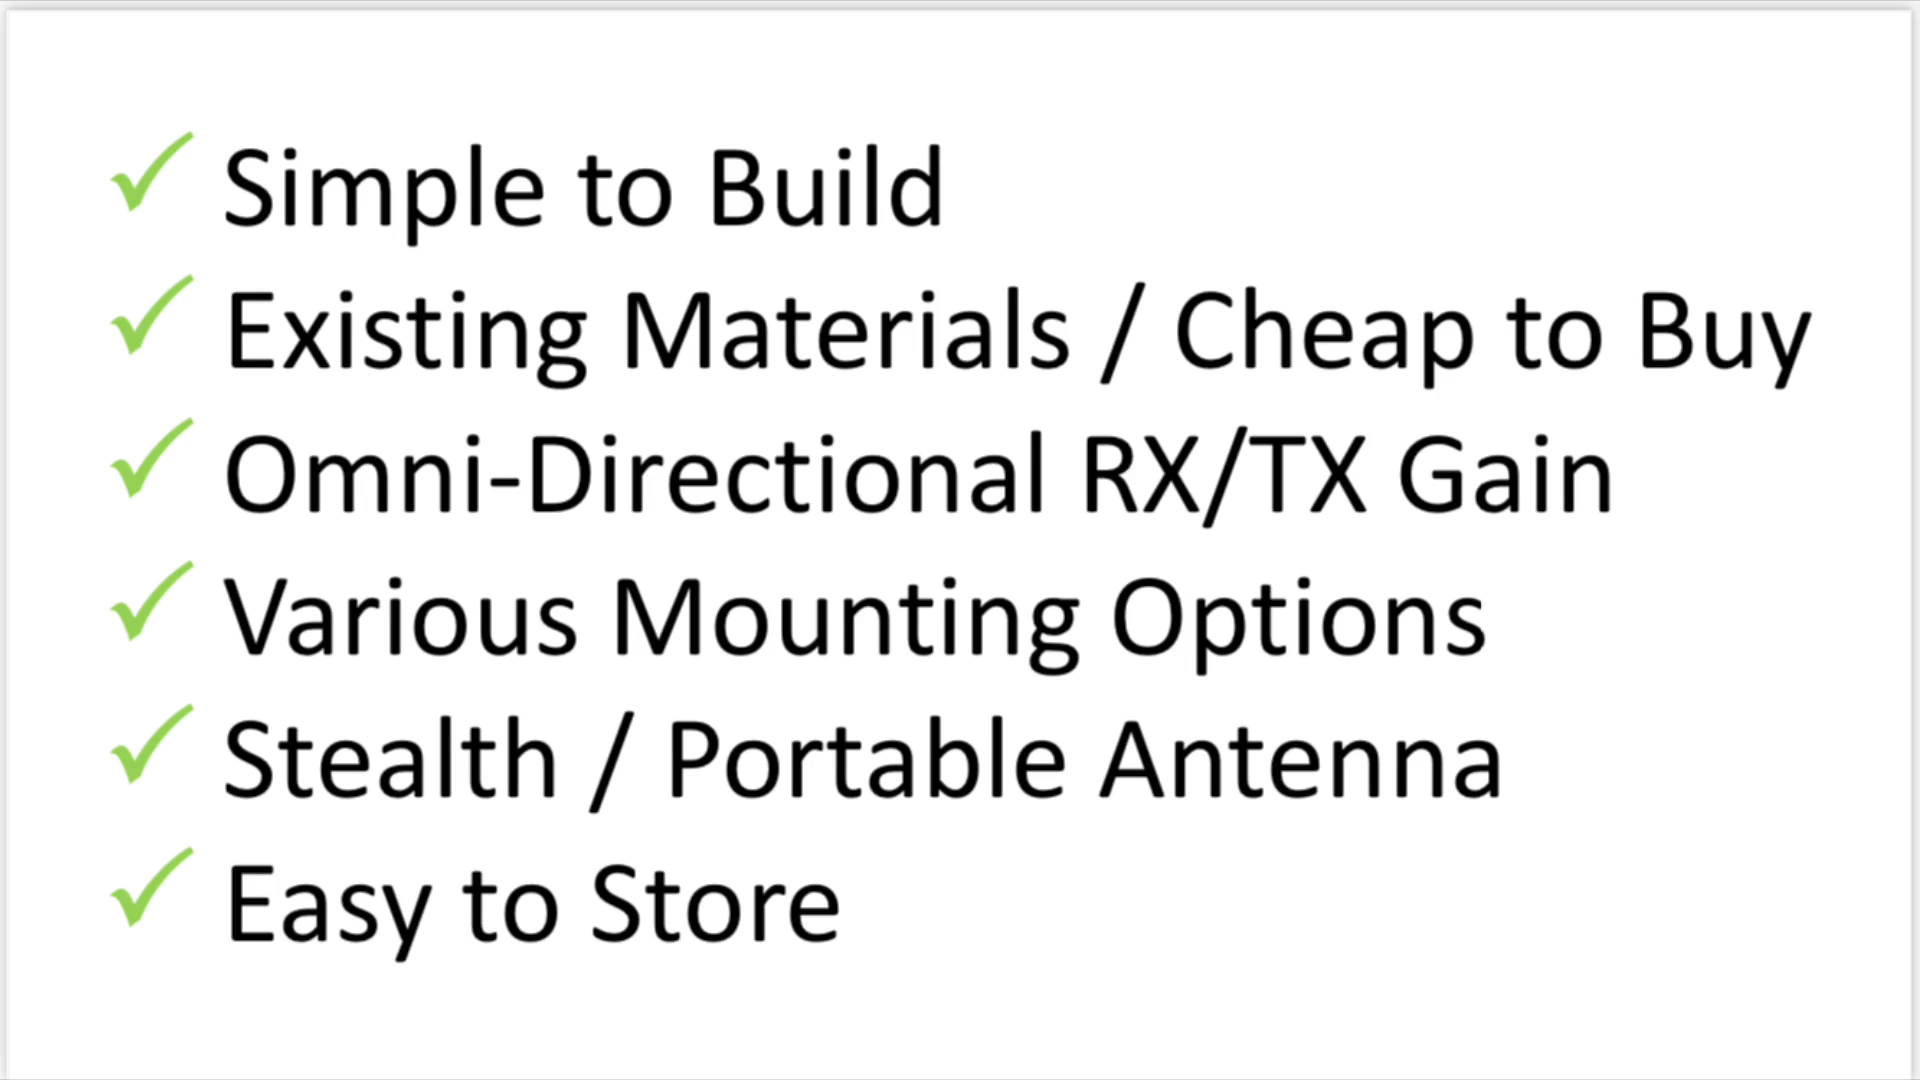 Simple to Build
Existing Materials / Cheap to Buy
Omni-Directional RX/TX Gain
Various Mounting Options
Stealth / Portable Antenna
Easy to Store